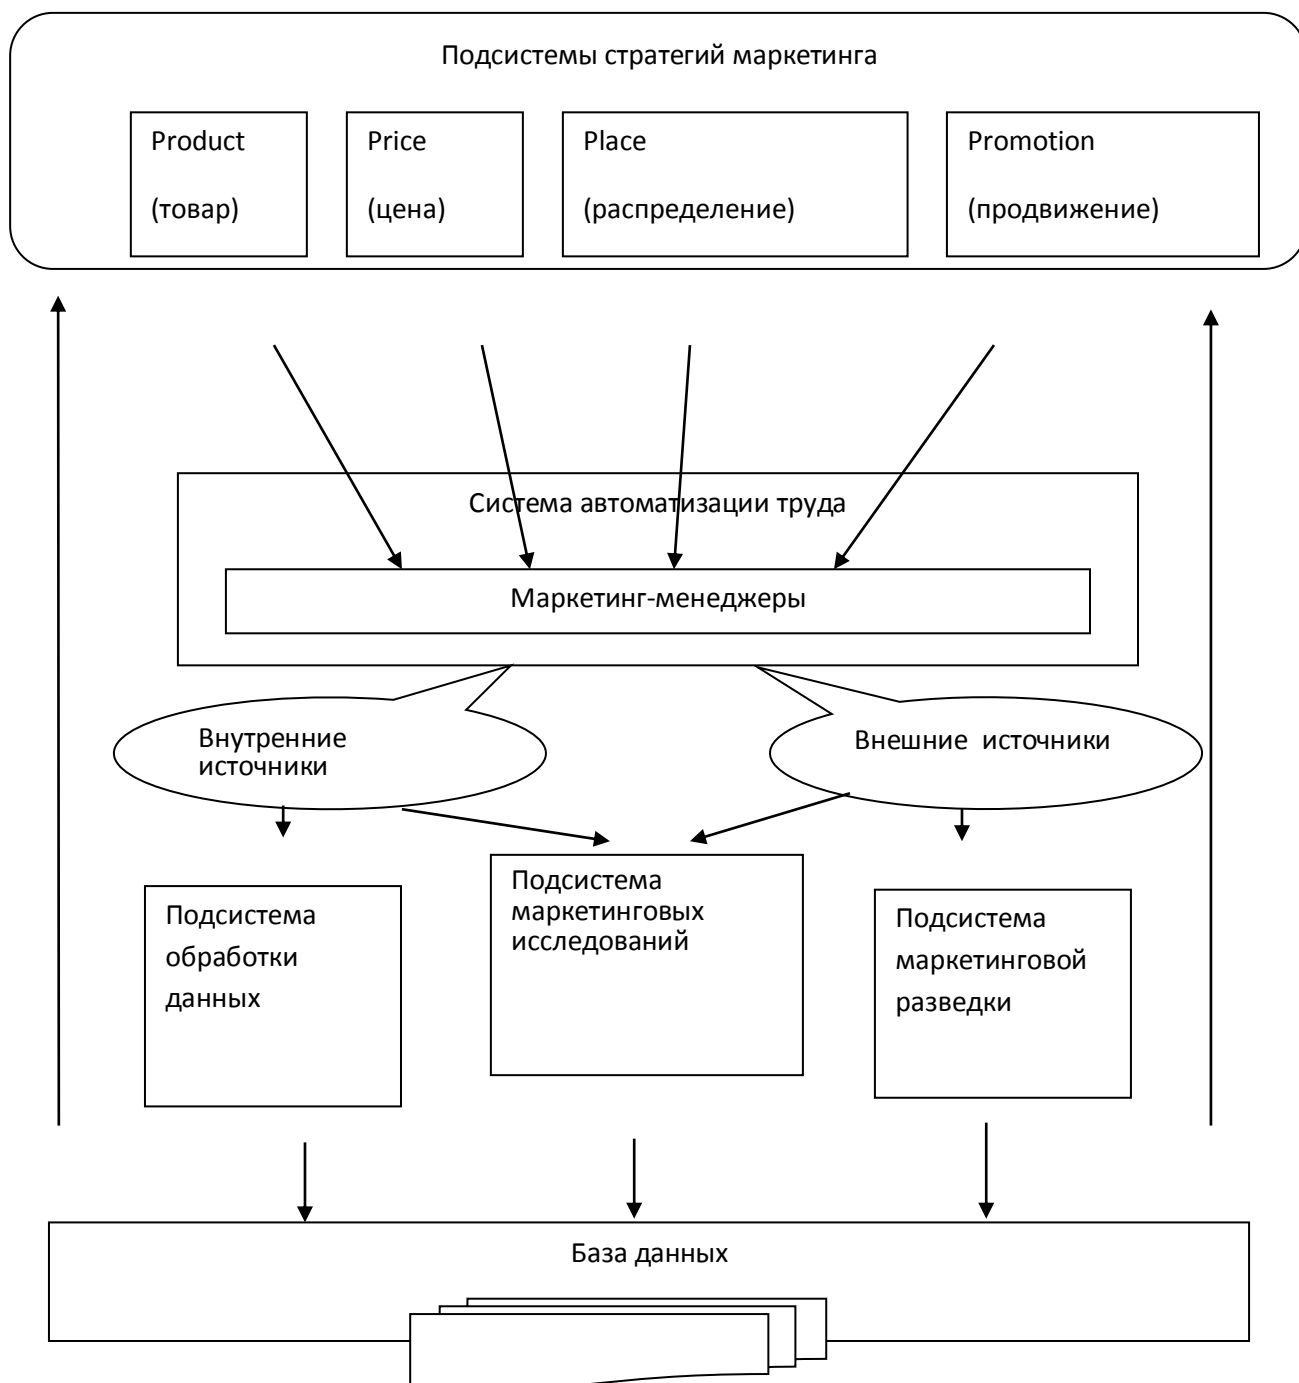 Подсистемы стратегий маркетинга
Product
(товар)
Price
(цена)
Place
(распределение)
Promotion
(продвижение)
Система автоматизации труда
Маркетинг-менеджеры
Внутренние
источники
Внешние источники
Подсистема
обработки
данных
Подсистема
маркетинговых
исследований
Подсистема
маркетинговой
разведки
База данных